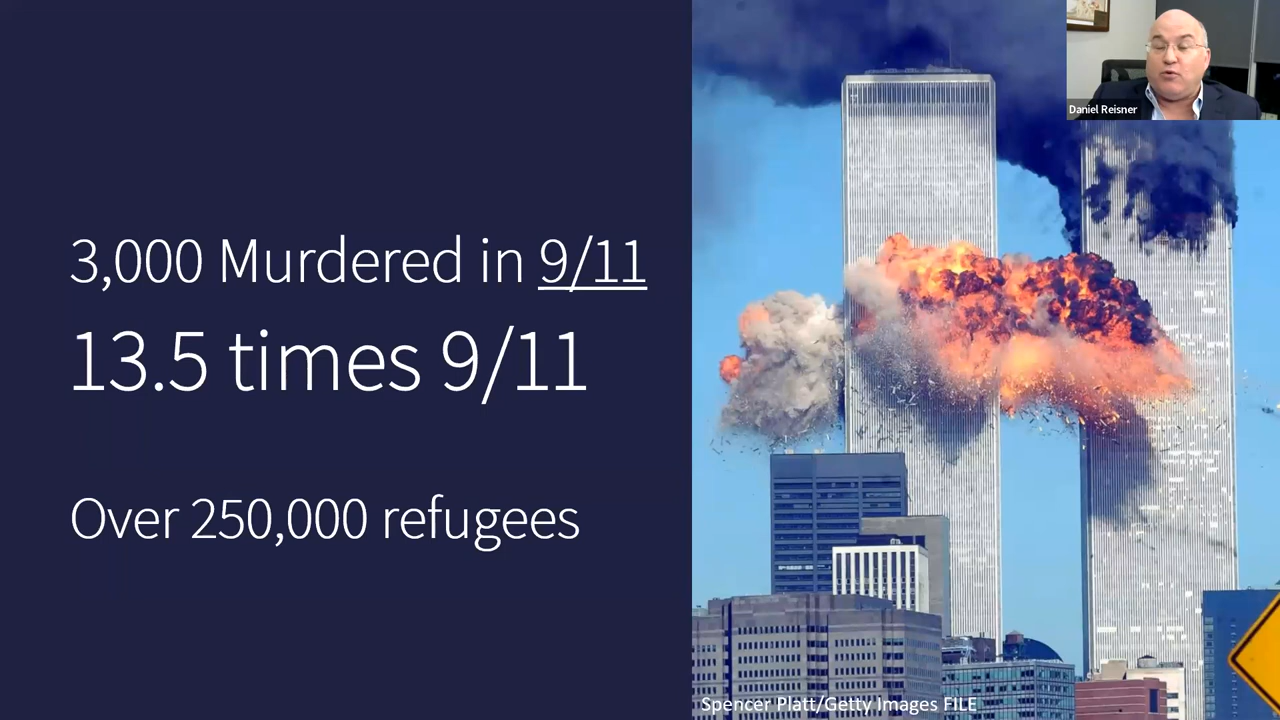 3,000 Murdered in 9/11
13.5 times 9/11
Over 250,000 refugees
Daniel Reisner
Spencer Platt/Getty Images FILE